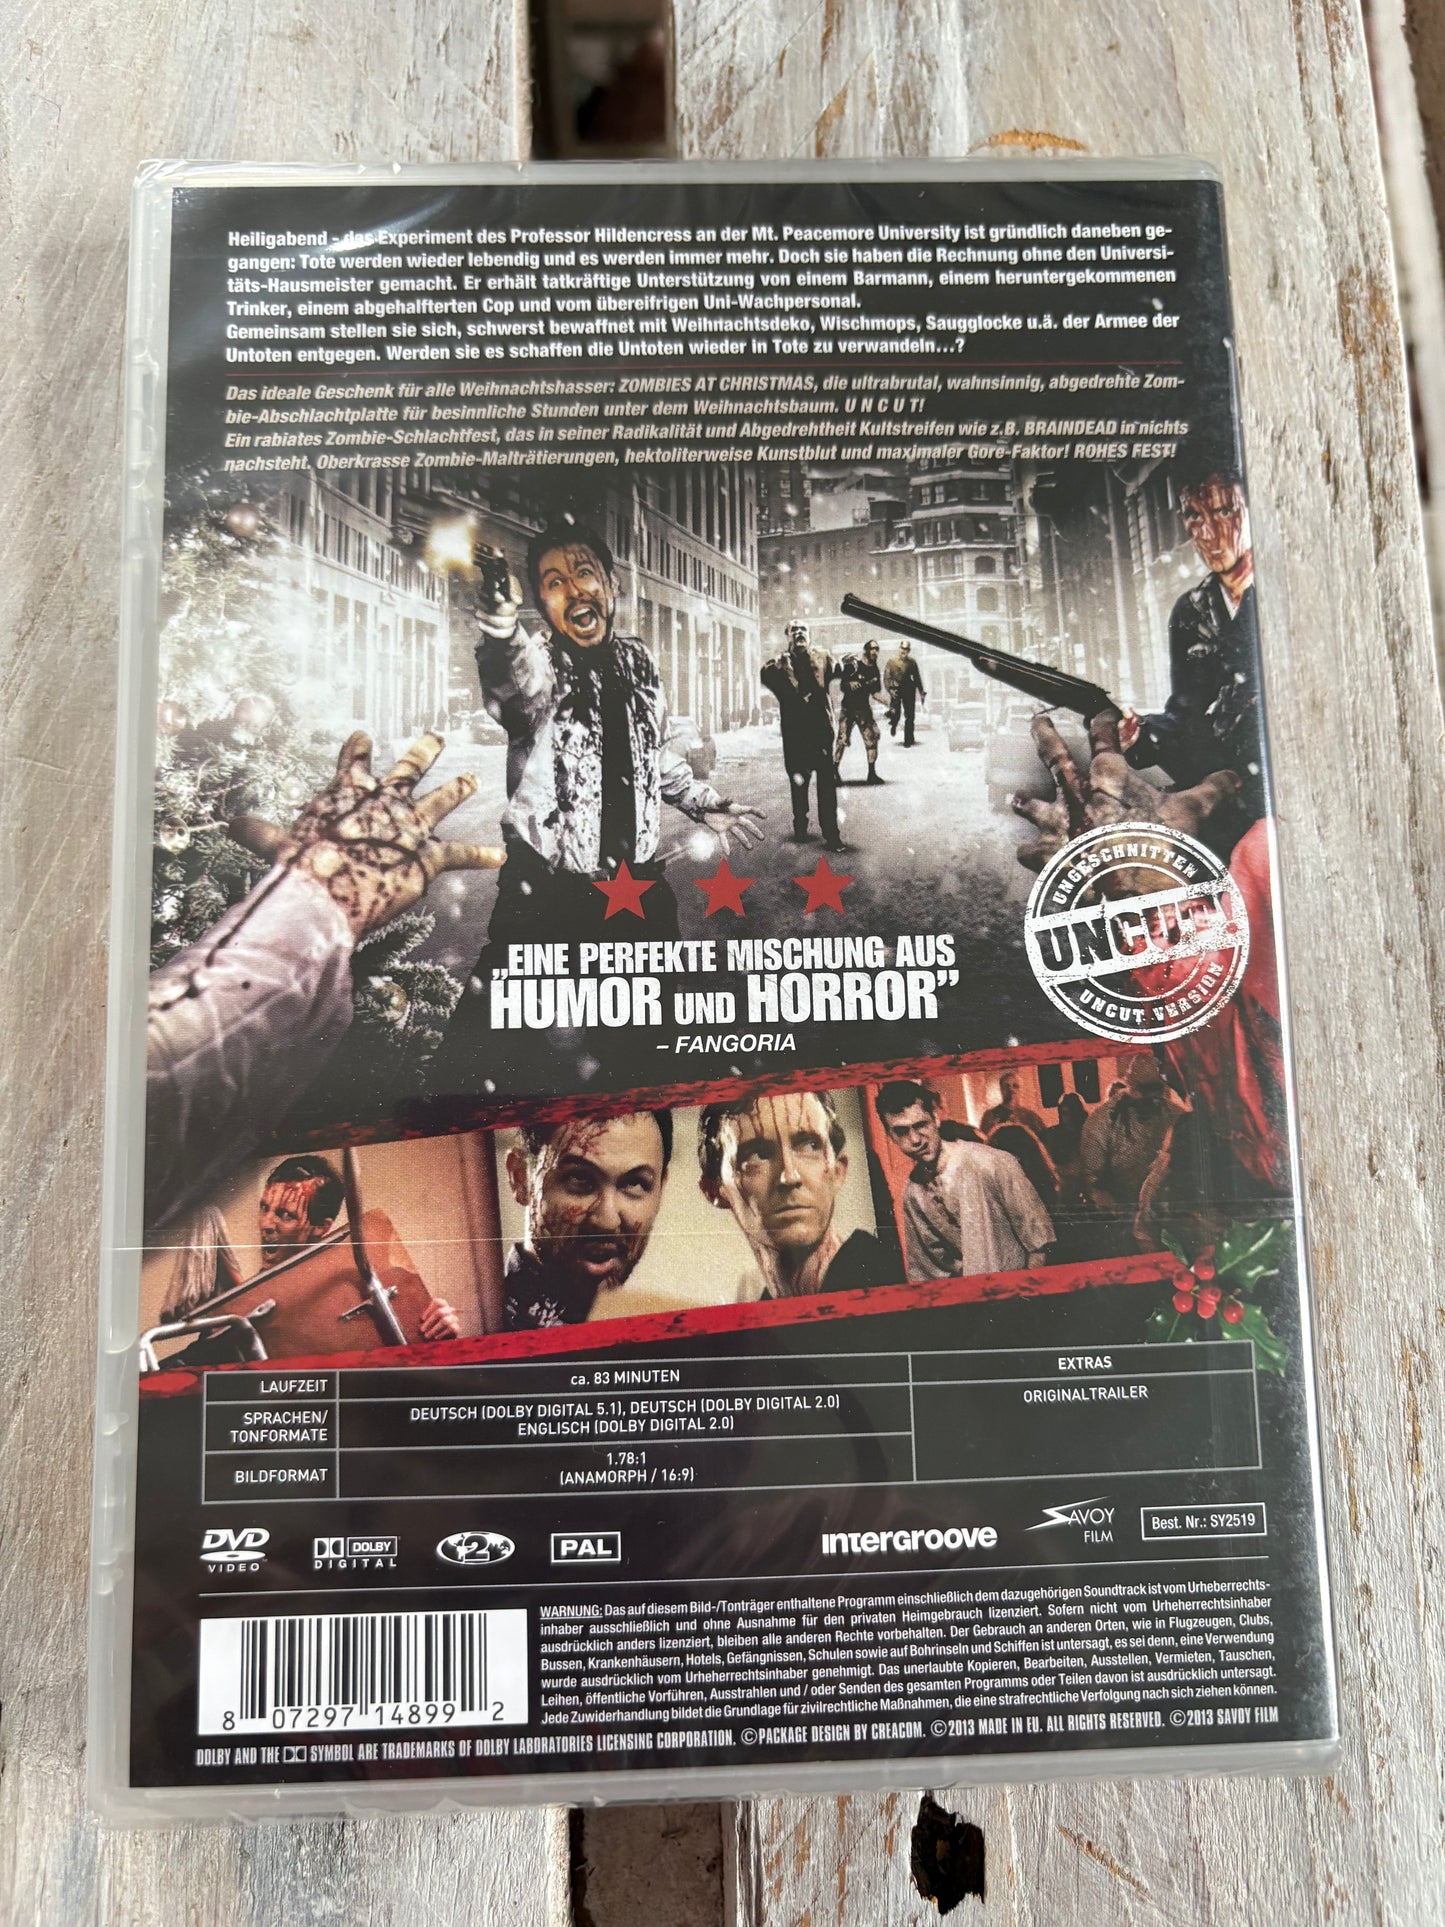 Heiligabend - das Experiment des Professor Hildencress an der Mt. Peacemore University ist gründlich daneben ge-
gangen: Tote werden wieder lebendig und es werden immer mehr. Doch sie haben die Rechnung ohne den Universi-
täts-Hausmeister gemacht. Er erhält tatkräftige Unterstützung von einem Barmann, einem heruntergekommenen
Trinker, einem abgehalfterten Cop und vom übereifrigen Uni-Wachpersonal.
Gemeinsam stellen sie sich, schwerst bewaffnet mit Weihnachtsdeko, Wischmops, Saugglocke u.ä. der Armee der
Untoten entgegen. Werden sie es schaffen die Untoten wieder in Tote zu verwandeln…?
Das ideale Geschenk für alle Weihnachtshasser: ZOMBIES AT CHRISTMAS, die ultrabrutal, wahnsinnig, abgedrehte Zom-
bie-Abschlachtplatte für besinnliche Stunden unter dem Weihnachtsbaum. U N C U T!
Ein rabiates Zombie-Schlachtfest, das in seiner Radikalität und Abgedrehtheit Kultstreifen wie z.B. BRAINDEAD in nichts
nachsteht. Oberkrasse Zombie-Malträtierungen, hektoliterweise Kunstblut und maximaler Gore-Faktor! ROHES FEST!
UNGESCHNITTEN
UNCUT!
UNCUT VERSION
„EINE PERFEKTE MISCHUNG AUS
HUMOR UND HORROR”
– FANGORIA
LAUFZEIT
ca. 83 MINUTEN
EXTRAS
SPRACHEN/
TONFORMATE
DEUTSCH (DOLBY DIGITAL 5.1), DEUTSCH (DOLBY DIGITAL 2.0)
ENGLISCH (DOLBY DIGITAL 2.0)
ORIGINALTRAILER
BILDFORMAT
1.78:1
(ANAMORPH / 16:9)
DVD
VIDEO
DOLBY
DIGITAL
2
PAL
intergroove
SAVOY
FILM
Best. Nr.: SY2519
WARNUNG: Das auf diesem Bild-/Tonträger enthaltene Programm einschließlich dem dazugehörigen Soundtrack ist vom Urheberrechts-
inhaber ausschließlich und ohne Ausnahme für den privaten Heimgebrauch lizenziert. Sofern nicht vom Urheherrechtsinhaber
ausdrücklich anders lizenziert, bleiben alle anderen Rechte vorbehalten. Der Gebrauch an anderen Orten, wie in Flugzeugen, Clubs,
Bussen, Krankenhäusern, Hotels, Gefängnissen, Schulen sowie auf Bohrinseln und Schiffen ist untersagt, es sei denn, eine Verwendung
wurde ausdrücklich vom Urheherrechtsinhaber genehmigt. Das unerlaubte Kopieren, Bearbeiten, Ausstellen, Vermieten, Tauschen,
Leihen, öffentliche Vorführen, Ausstrahlen und / oder Senden des gesamten Programms oder Teilen davon ist ausdrücklich untersagt.
Jede Zuwiderhandlung bildet die Grundlage für zivilrechtliche Maßnahmen, die eine strafrechtliche Verfolgung nach sich ziehen können.
8 07297 14899 2
DOLBY AND THE DD SYMBOL ARE TRADEMARKS OF DOLBY LABORATORIES LICENSING CORPORATION. ©PACKAGE DESIGN BY CREACOM. ©2013 MADE IN EU. ALL RIGHTS RESERVED. ©2013 SAVOY FILM